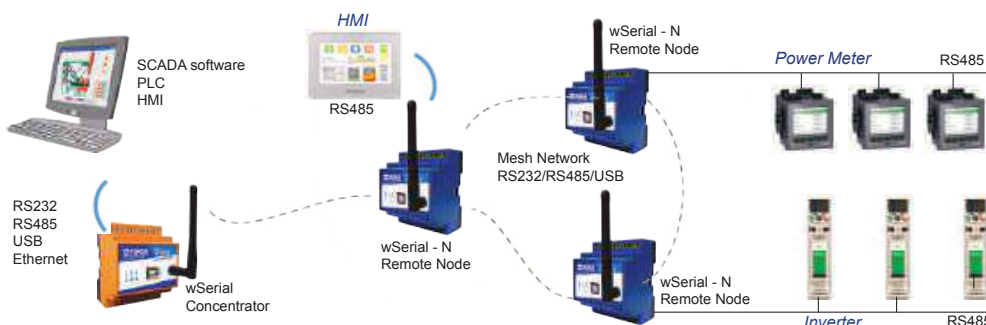 HMI
wSerial - N
Remote Node
SCADA software
PLC
HMI
RS485
Power Meter
RS485
Mesh Network
RS232/RS485/USB
RS232
RS485
USB
Ethernet
wSerial - N
Remote Node
wSerial
Concentrator
wSerial - N
Remote Node
Inverter
RS485